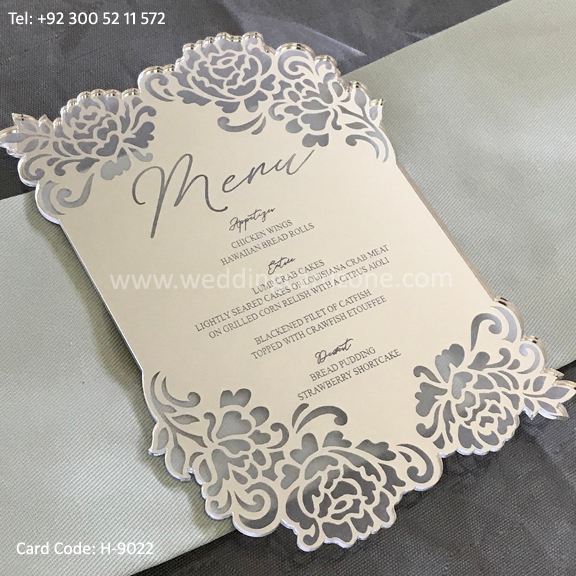 Tel: +92 300 52 11 572
Menu
Appetizer
CHICKEN WINGS
HAWAIIAN BREAD ROLLS
Entree
LUMP CRAB CAKES
LIGHTLY SEARED CAKES OF LOUISIANA CRAB MEAT
ON GRILLED CORN RELISH WITH ACITEUS AIOLI
BLACKENED FILET OF CATFISH
TOPPED WITH CRAWFISH ETOUFFEE
Dessert
BREAD PUDDING
STRAWBERRY SHORTCAKE
Card Code: H-9022